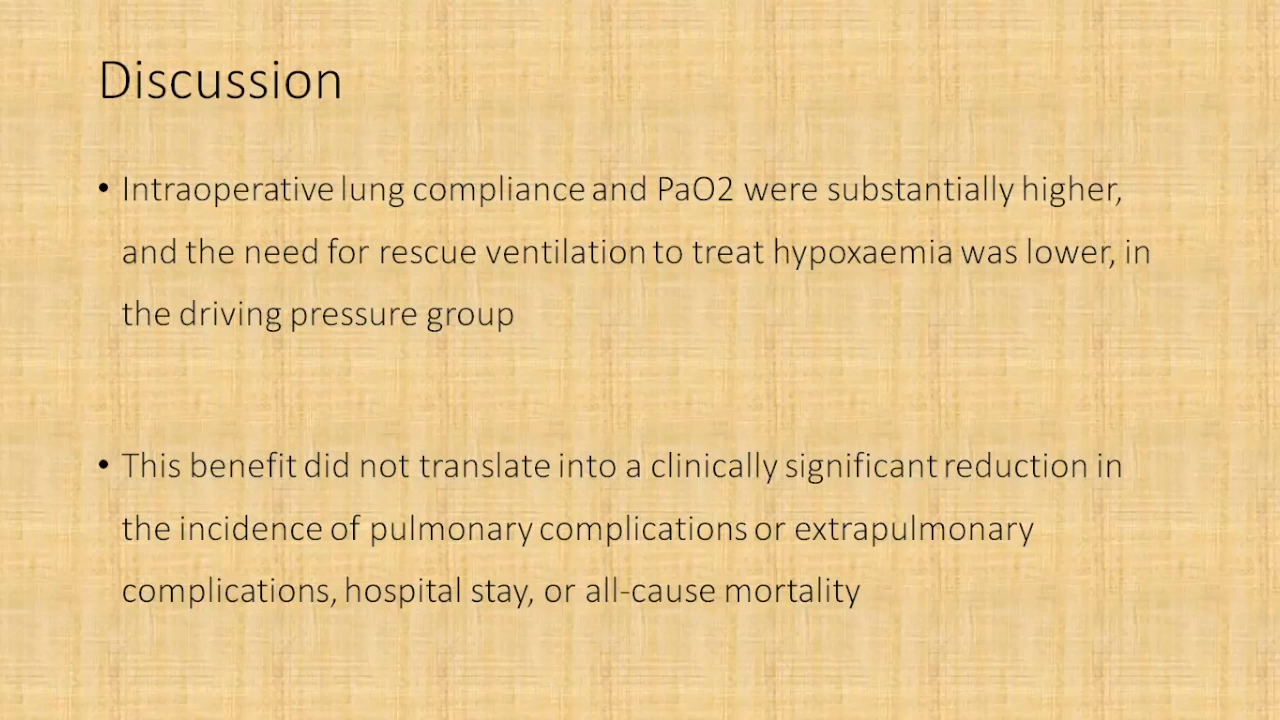 Discussion
• Intraoperative lung compliance and PaO2 were substantially higher,
and the need for rescue ventilation to treat hypoxaemia was lower, in
the driving pressure group
• This benefit did not translate into a clinically significant reduction in
the incidence of pulmonary complications or extrapulmonary
complications, hospital stay, or all-cause mortality